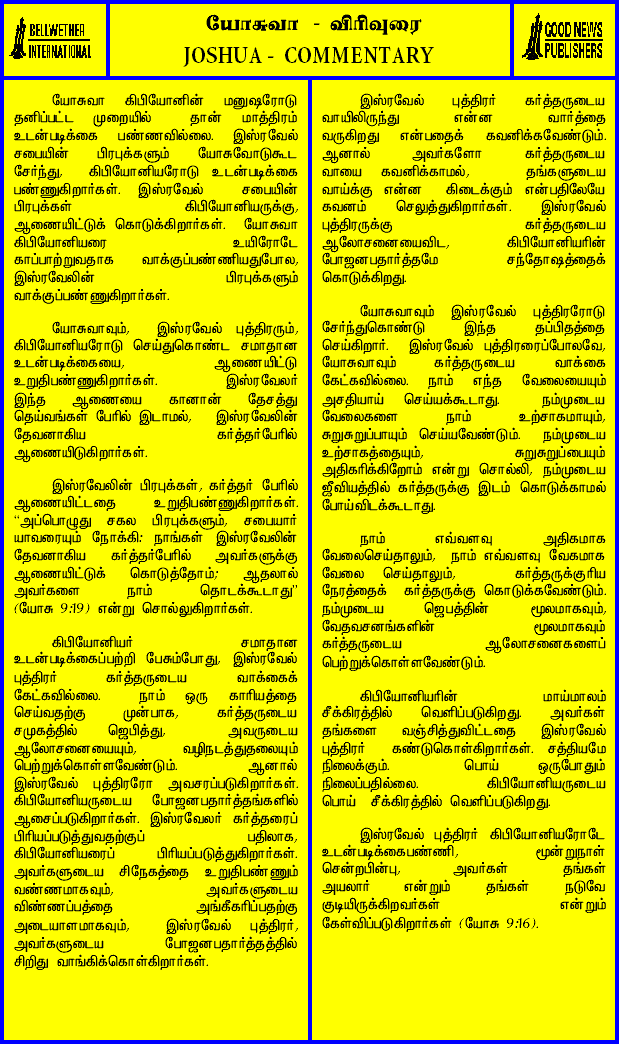 BELLWETHER
INTERNATIONAL
யோசுவா - விரிவுரை
JOSHUA - COMMENTARY
GOOD NEWS
PUBLISHERS
யோசுவா கிபியோனின் மனுஷரோடு
தனிப்பட்ட முறையில் தான் மாத்திரம்
உடன்படிக்கை பண்ணவில்லை. இஸ்ரவேல்
சபையின் பிரபுக்களும் யோசுவோடுகூட
சேர்ந்து, கிபியோனியரோடு உடன்படிக்கை
பண்ணுகிறார்கள். இஸ்ரவேல் சபையின்
பிரபுக்கள் கிபியோனியருக்கு,
ஆணையிட்டுக் கொடுக்கிறார்கள். யோசுவா
கிபியோனியரை உயிரோடே
காப்பாற்றுவதாக வாக்குப்பண்ணியதுபோல,
இஸ்ரவேலின் பிரபுக்களும்
வாக்குப்பண்ணுகிறார்கள்.
யோசுவாவும், இஸ்ரவேல் புத்திரரும்,
கிபியோனியரோடு செய்துகொண்ட சமாதான
உடன்படிக்கையை, ஆணையிட்டு
உறுதிபண்ணுகிறார்கள். இஸ்ரவேலர்
இந்த ஆணையை கானான் தேசத்து
தெய்வங்கள் பேரில் இடாமல், இஸ்ரவேலின்
தேவனாகிய கர்த்தர்பேரில்
ஆணையிடுகிறார்கள்.
இஸ்ரவேலின் பிரபுக்கள், கர்த்தர் பேரில்
ஆணையிட்டதை உறுதிபண்ணுகிறார்கள்.
“அப்பொழுது சகல பிரபுக்களும், சபையார்
யாவரையும் நோக்கி: நாங்கள் இஸ்ரவேலின்
தேவனாகிய கர்த்தர்பேரில் அவர்களுக்கு
ஆணையிட்டுக் கொடுத்தோம்; ஆதலால்
அவர்களை நாம் தொடக்கூடாது”
(யோசு 9:19) என்று சொல்லுகிறார்கள்.
கிபியோனியர் சமாதான
உடன்படிக்கைப்பற்றி பேசும்போது, இஸ்ரவேல்
புத்திரர் கர்த்தருடைய வாக்கைக்
கேட்கவில்லை. நாம் ஒரு காரியத்தை
செய்வதற்கு முன்பாக, கர்த்தருடைய
சமுகத்தில் ஜெபித்து, அவருடைய
ஆலோசனையையும், வழிநடத்துதலையும்
பெற்றுக்கொள்ளவேண்டும். ஆனால்
இஸ்ரவேல் புத்திரரோ அவசரப்படுகிறார்கள்.
கிபியோனியருடைய போஜனபதார்த்தங்களில்
ஆசைப்படுகிறார்கள். இஸ்ரவேலர் கர்த்தரைப்
பிரியப்படுத்துவதற்குப் பதிலாக,
கிபியோனியரைப் பிரியப்படுத்துகிறார்கள்.
அவர்களுடைய சிநேகத்தை உறுதிபண்ணும்
வண்ணமாகவும், அவர்களுடைய
விண்ணப்பத்தை அங்கீகரிப்பதற்கு
அடையாளமாகவும், இஸ்ரவேல் புத்திரர்,
அவர்களுடைய போஜனபதார்த்தத்தில்
சிறிது வாங்கிக்கொள்கிறார்கள்.
இஸ்ரவேல் புத்திரர் கர்த்தருடைய
வாயிலிருந்து என்ன வார்த்தை
வருகிறது என்பதைக் கவனிக்கவேண்டும்.
ஆனால் அவர்களோ கர்த்தருடைய
வாயை கவனிக்காமல், தங்களுடைய
வாய்க்கு என்ன கிடைக்கும் என்பதிலேயே
கவனம் செலுத்துகிறார்கள். இஸ்ரவேல்
புத்திரருக்கு கர்த்தருடைய
ஆலோசனையைவிட, கிபியோனியரின்
போஜனபதார்த்தமே சந்தோஷத்தைக்
கொடுக்கிறது.
யோசுவாவும் இஸ்ரவேல் புத்திரரோடு
சேர்ந்துகொண்டு இந்த தப்பிதத்தை
செய்கிறார். இஸ்ரவேல் புத்திரரைப்போலவே,
யோசுவாவும் கர்த்தருடைய வாக்கை
கேட்கவில்லை. நாம் எந்த வேலையையும்
அசதியாய் செய்யக்கூடாது. நம்முடைய
வேலைகளை நாம் உற்சாகமாயும்,
சுறுசுறுப்பாயும் செய்யவேண்டும். நம்முடைய
உற்சாகத்தையும், சுறுசுறுப்பையும்
அதிகரிக்கிறோம் என்று சொல்லி, நம்முடைய
ஜீவியத்தில் கர்த்தருக்கு இடம் கொடுக்காமல்
போய்விடக்கூடாது.
நாம் எவ்வளவு அதிகமாக
வேலைசெய்தாலும், நாம் எவ்வளவு வேகமாக
வேலை செய்தாலும், கர்த்தருக்குரிய
நேரத்தைக் கர்த்தருக்கு கொடுக்கவேண்டும்.
நம்முடைய ஜெபத்தின் மூலமாகவும்,
வேதவசனங்களின் மூலமாகவும்
கர்த்தருடைய ஆலோசனைகளைப்
பெற்றுக்கொள்ளவேண்டும்.
கிபியோனியரின் மாய்மாலம்
சீக்கிரத்தில் வெளிப்படுகிறது. அவர்கள்
தங்களை வஞ்சித்துவிட்டதை இஸ்ரவேல்
புத்திரர் கண்டுகொள்கிறார்கள். சத்தியமே
நிலைக்கும். பொய் ஒருபோதும்
நிலைப்பதில்லை. கிபியோனியருடைய
பொய் சீக்கிரத்தில் வெளிப்படுகிறது.
இஸ்ரவேல் புத்திரர் கிபியோனியரோடே
உடன்படிக்கைபண்ணி, மூன்றுநாள்
சென்றபின்பு, அவர்கள் தங்கள்
அயலார் என்றும் தங்கள் நடுவே
குடியிருக்கிறவர்கள் என்றும்
கேள்விப்படுகிறார்கள் (யோசு 9:16).